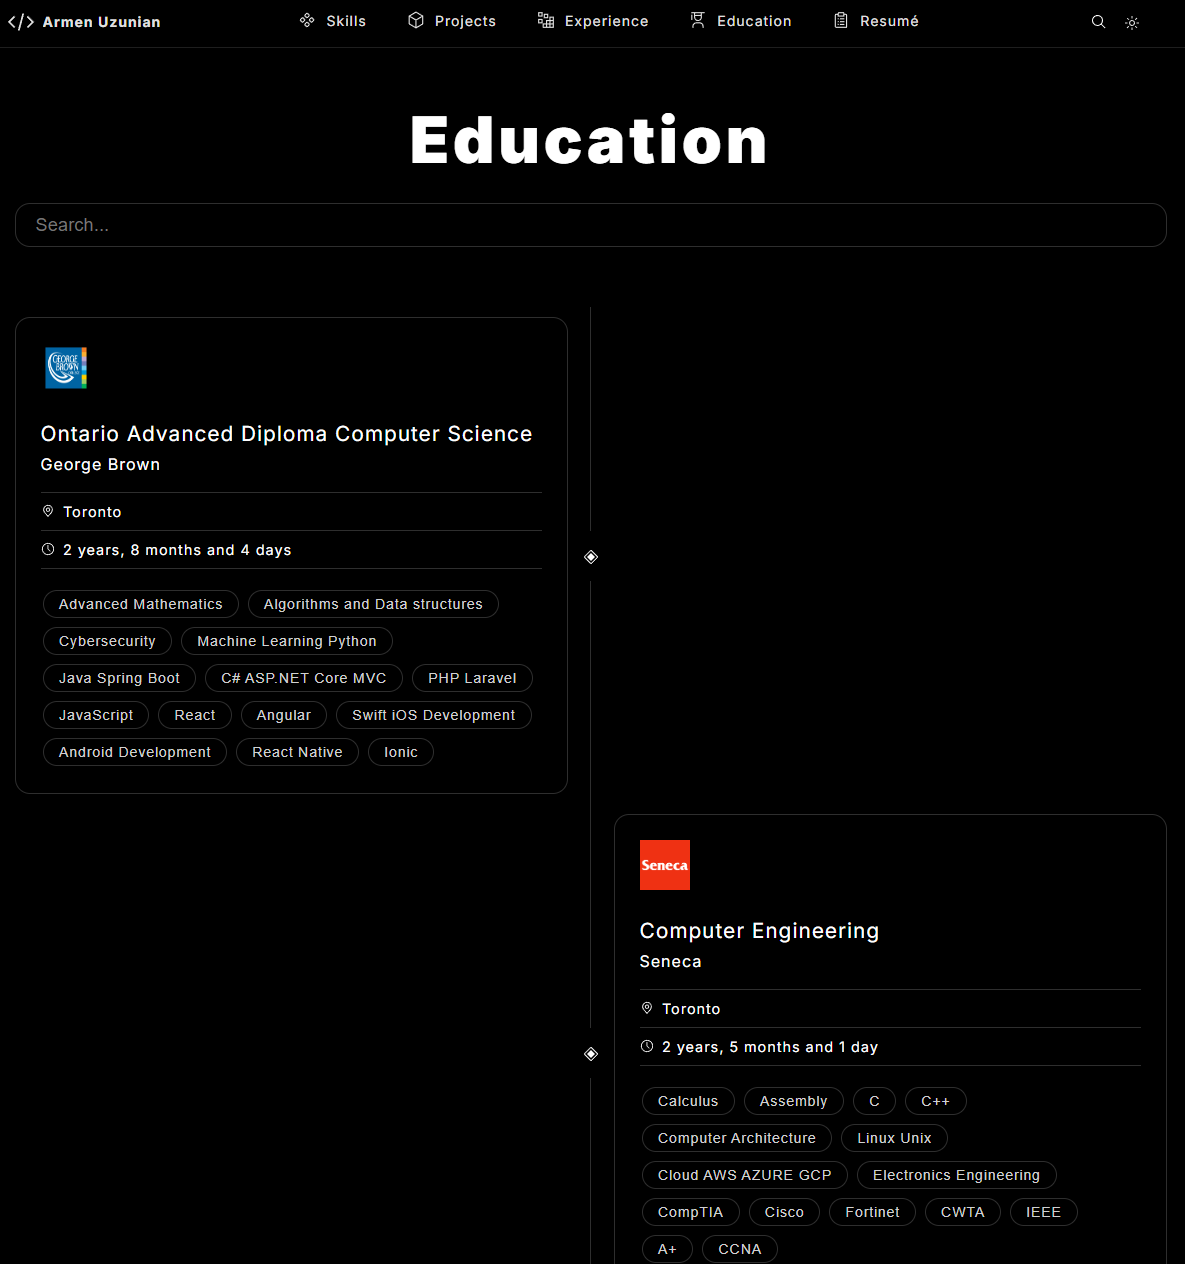 </> Armen Uzunian Skills Projects Experience Education Resumé
Education
Search...
GEORGE
BROWN
Ontario Advanced Diploma Computer Science
George Brown
Toronto
2 years, 8 months and 4 days
Advanced Mathematics Algorithms and Data structures
Cybersecurity Machine Learning Python
Java Spring Boot C# ASP.NET Core MVC PHP Laravel
JavaScript React Angular Swift iOS Development
Android Development React Native Ionic
Seneca
Computer Engineering
Seneca
Toronto
2 years, 5 months and 1 day
Calculus Assembly C C++
Computer Architecture Linux Unix
Cloud AWS AZURE GCP Electronics Engineering
CompTIA Cisco Fortinet CWTA IEEE
A+ CCNA